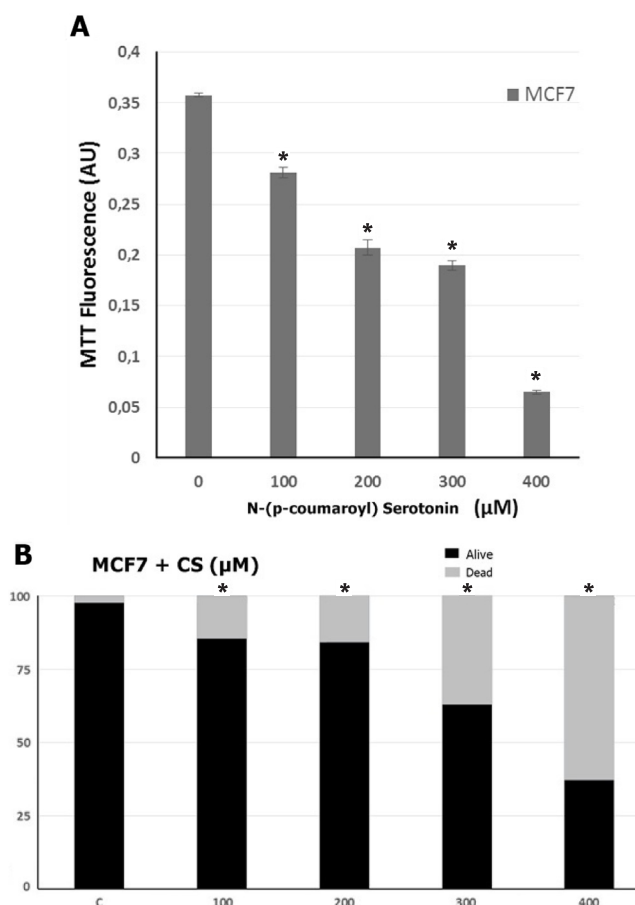 A
0,4
0,35
0,3
0,25
0,2
0,15
0,1
0,05
0
MTT Fluorescence (AU)
MCF7
*
*
*
*
0 100 200 300 400
N-(p-coumaroyl) Serotonin (µM)
B
MCF7 + CS (µM)
Alive
Dead
* * * *
100
75
50
25
0
C 100 200 300 400